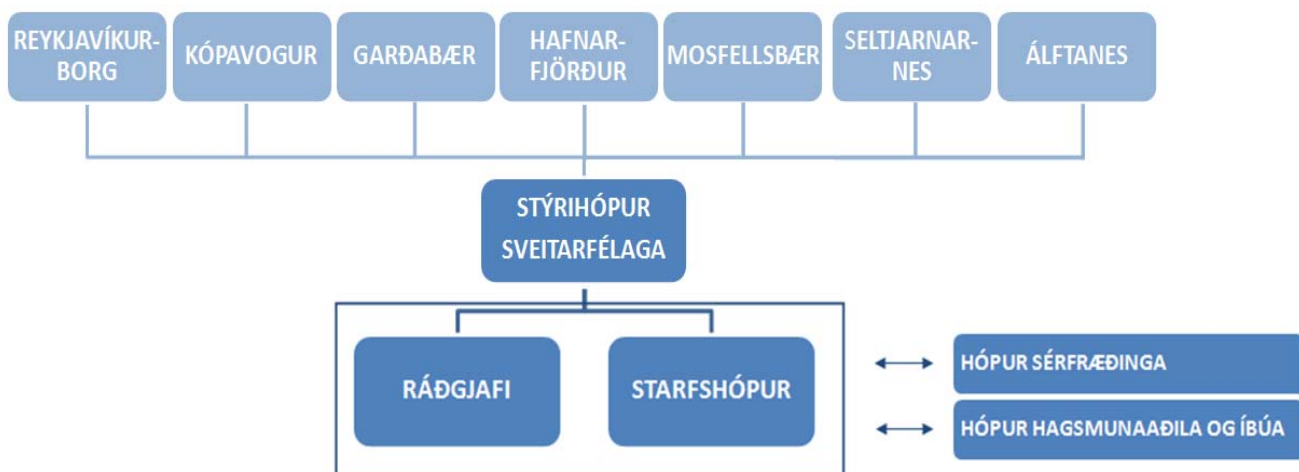 REYKJAVÍKUR-
BORG
KÓPAVOGUR
GARÐABÆR
HAFNAR-
FJÖRÐUR
MOSFELLSBÆR
SELTJARNAR-
NES
ÁLFTANES
STÝRIHÓPUR
SVEITARFÉLAGA
RÁÐGJAFI
STARFSHÓPUR
HÓPUR SÉRFRÆÐINGA
HÓPUR HAGSMUNAAÐILA OG ÍBÚA